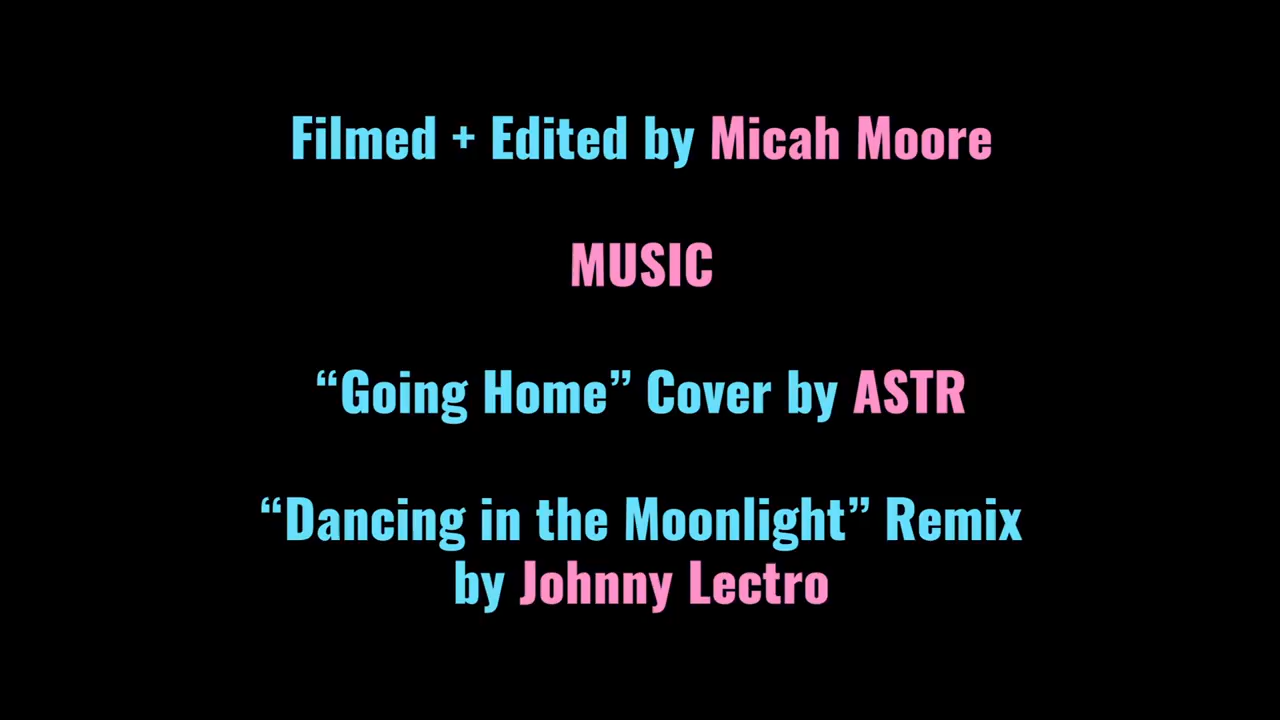 Filmed + Edited by Micah Moore
MUSIC
“Going Home” Cover by ASTR
“Dancing in the Moonlight” Remix
by Johnny Lectro